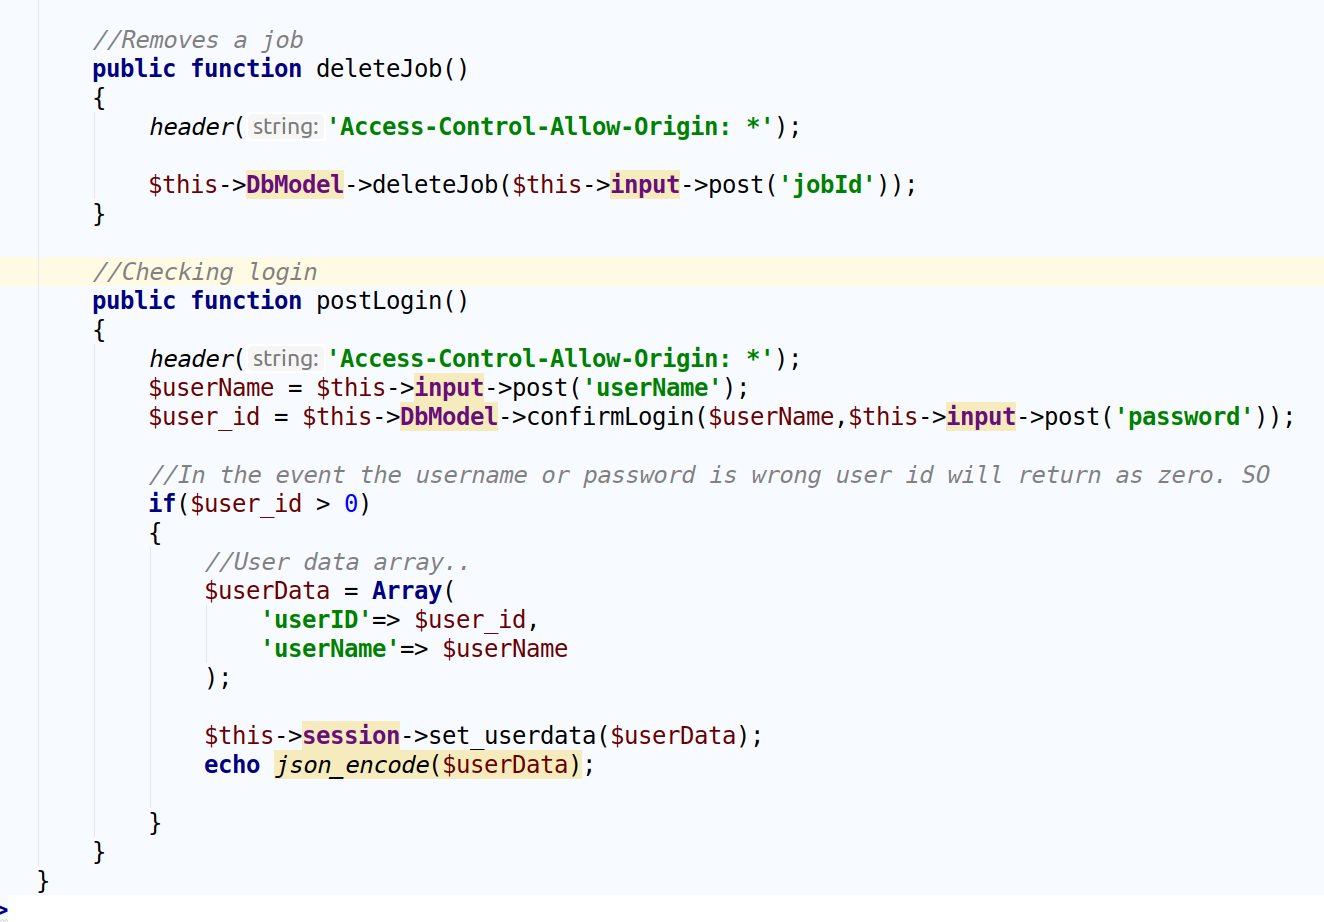 //Removes a job
public function deleteJob()
{
header( string: 'Access-Control-Allow-Origin: *');
$this->DbModel->deleteJob($this->input->post('jobId'));
}
//Checking login
public function postLogin()
{
header( string: 'Access-Control-Allow-Origin: *');
$userName = $this->input->post('userName');
$user_id = $this->DbModel->confirmLogin($userName,$this->input->post('password'));
//In the event the username or password is wrong user id will return as zero. SO
if($user_id > 0)
{
//User data array..
$userData = Array(
'userID'=> $user_id,
'userName'=> $userName
);
$this->session->set_userdata($userData);
echo json_encode($userData);
}
}
}
>